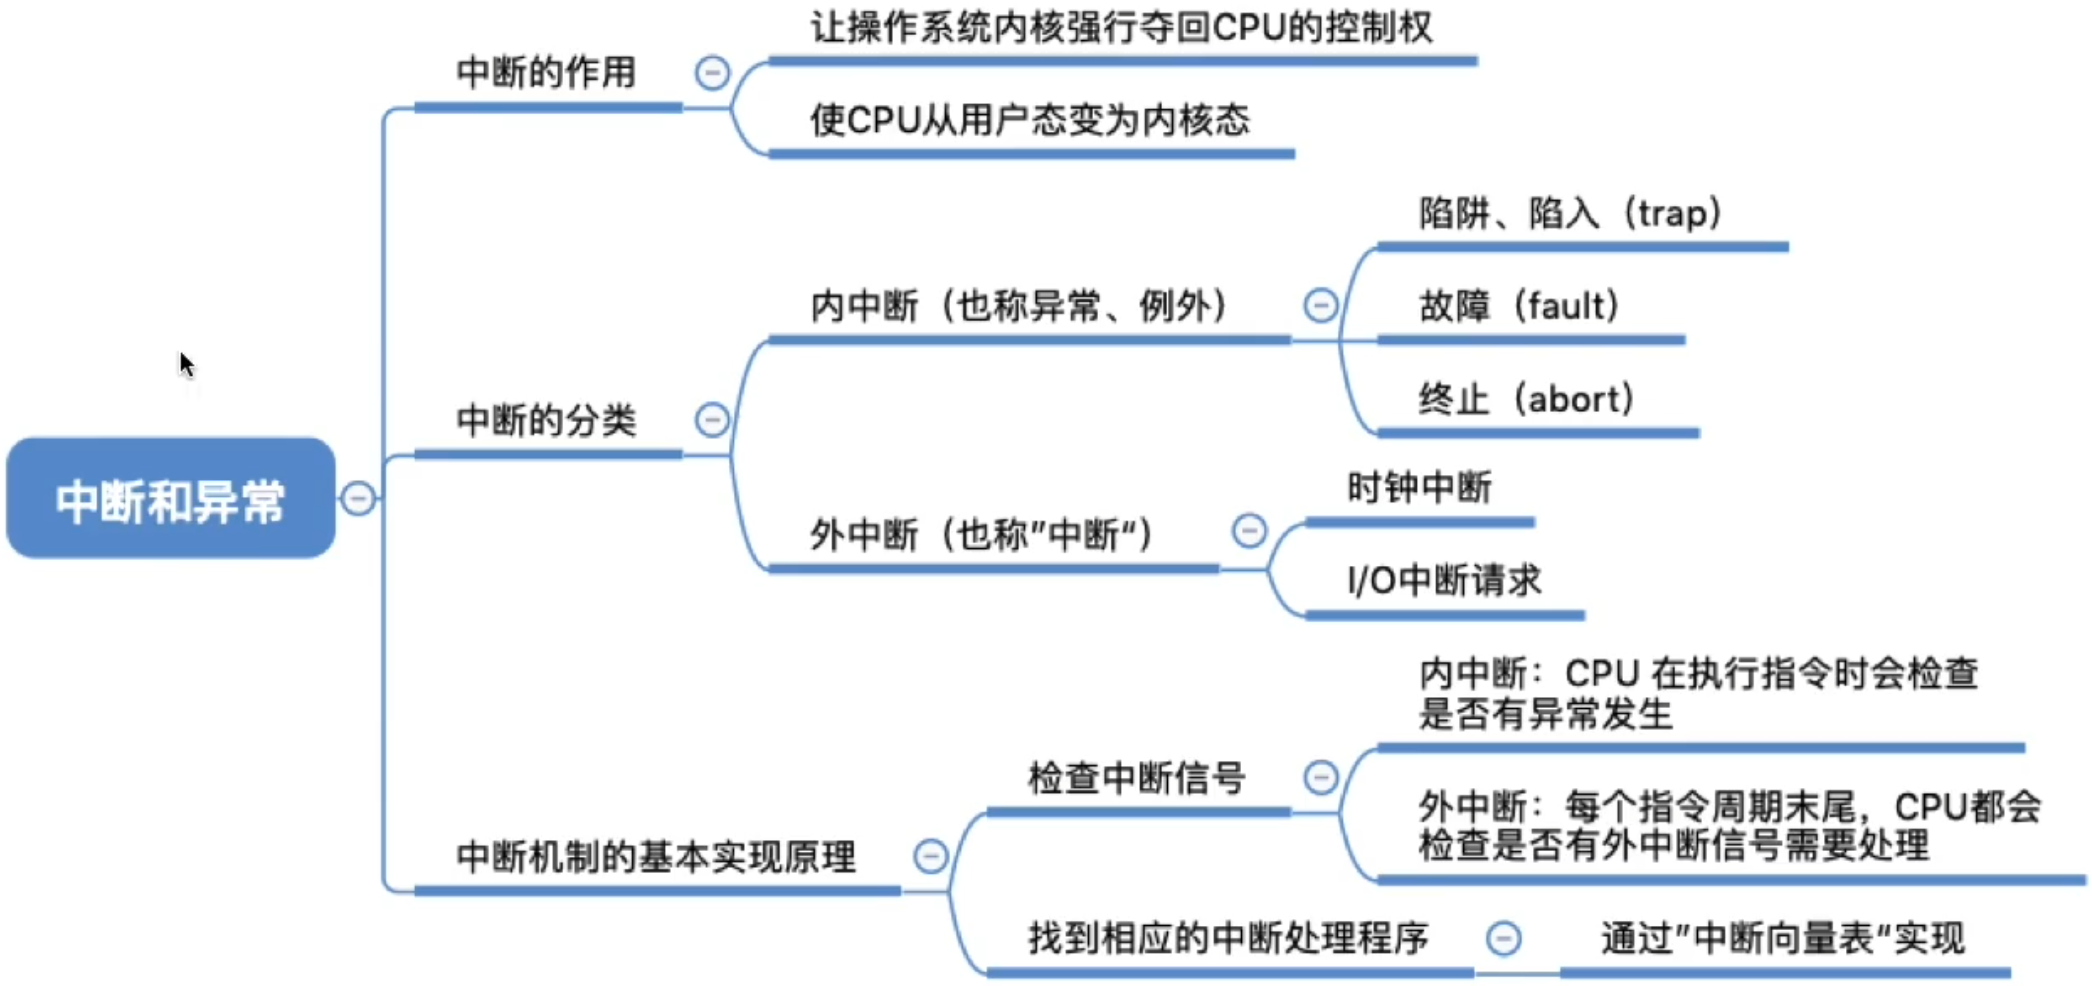 中断和异常
中断的作用
让操作系统内核强行夺回CPU的控制权
使CPU从用户态变为内核态
中断的分类
内中断（也称异常、例外）
陷阱、陷入（trap）
故障（fault）
终止（abort）
外中断（也称”中断“）
时钟中断
I/O中断请求
中断机制的基本实现原理
检查中断信号
内中断：CPU 在执行指令时会检查
是否有异常发生
外中断：每个指令周期末尾，CPU都会
检查是否有外中断信号需要处理
找到相应的中断处理程序
通过”中断向量表“实现